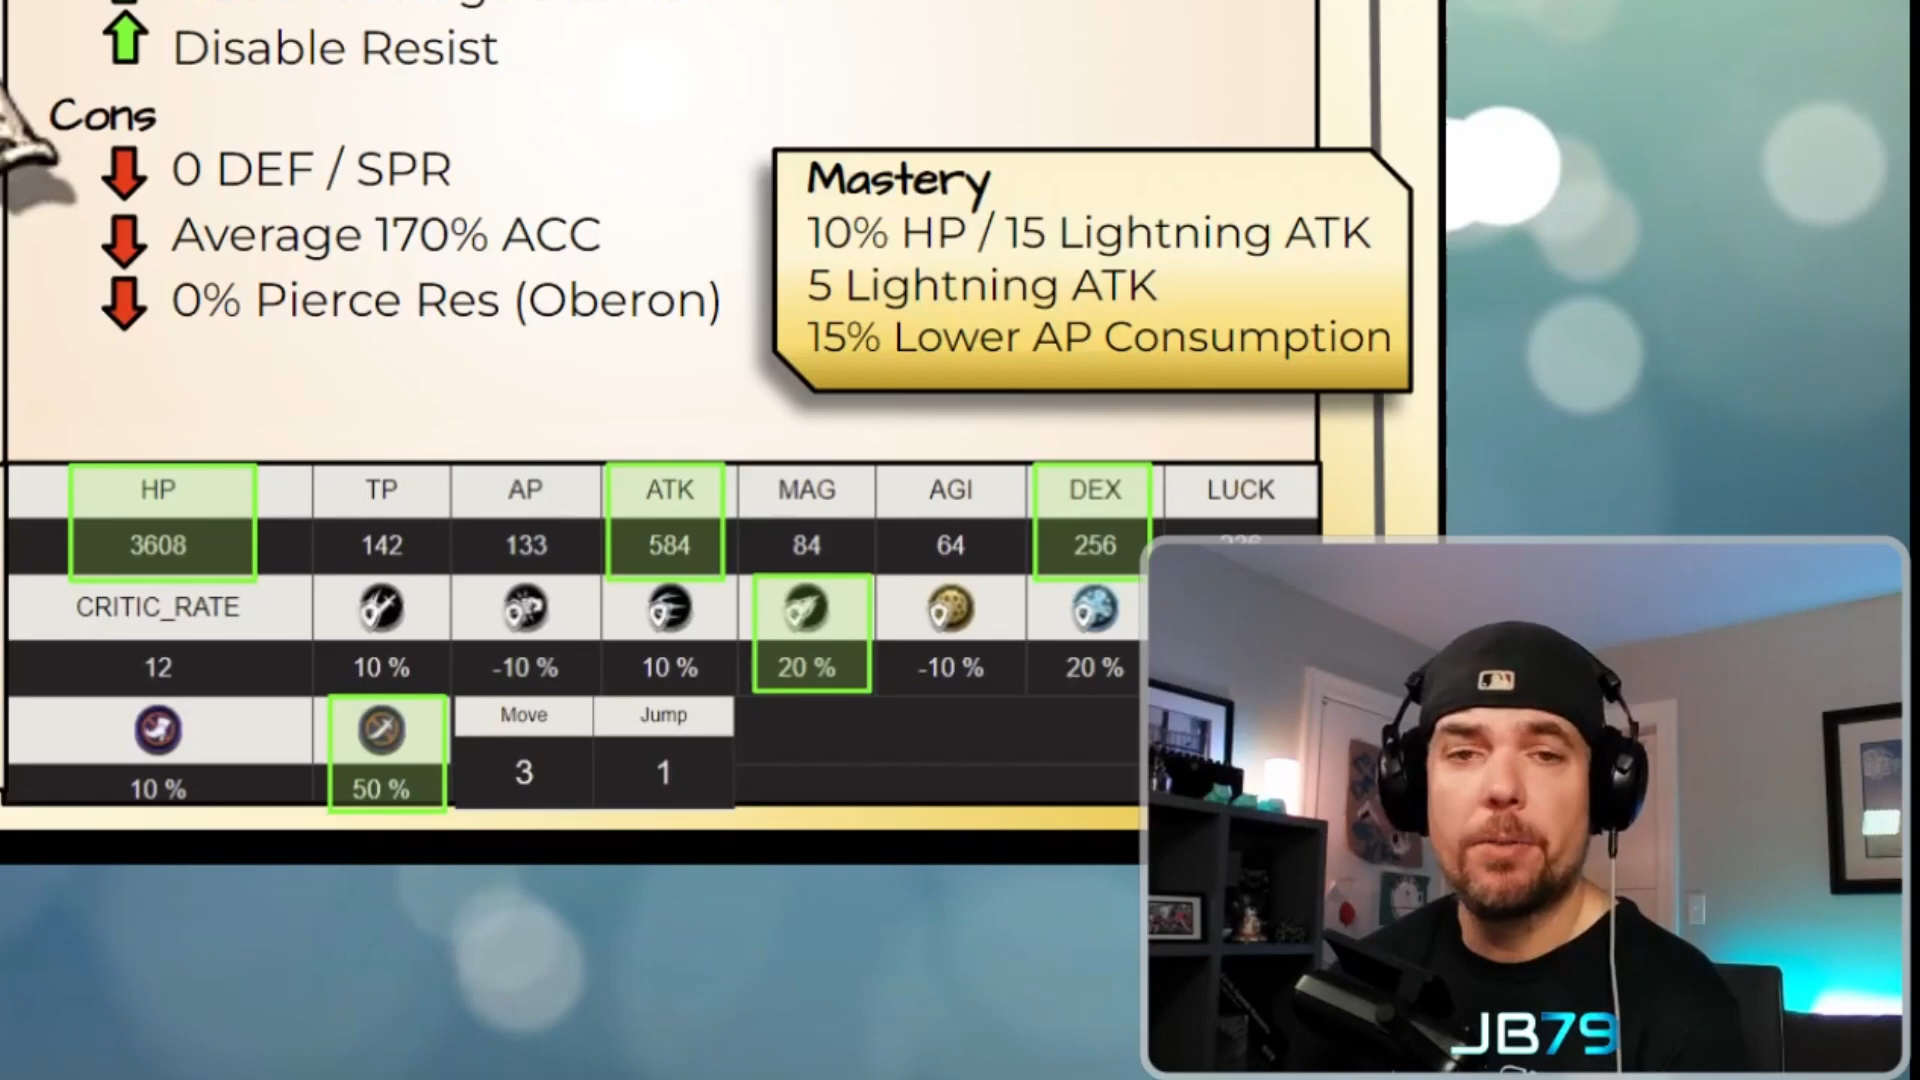 Disable Resist
Cons
0 DEF / SPR
Average 170% ACC
0% Pierce Res (Oberon)
Mastery
10% HP / 15 Lightning ATK
5 Lightning ATK
15% Lower AP Consumption
HP TP AP ATK MAG AGI DEX LUCK
3608 142 133 584 84 64 256
CRITIC_RATE
12 10 % -10 % 10 % 20 % -10 % 20 %
Move Jump
10 % 50 % 3 1
JB79